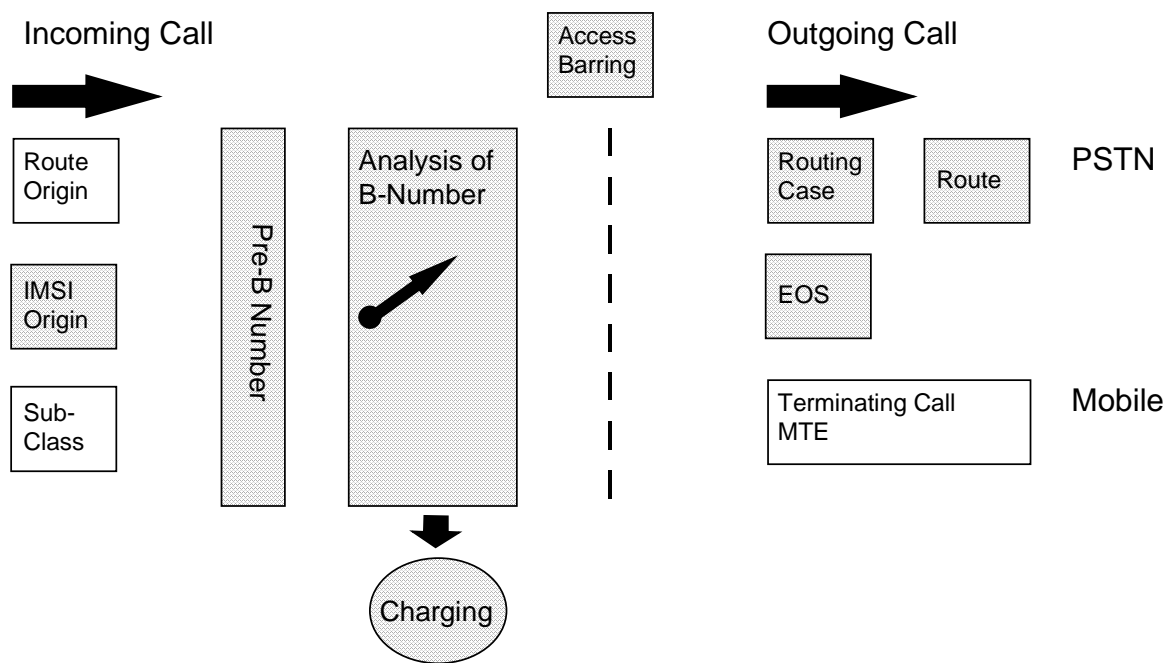 Incoming Call
Access
Barring
Outgoing Call
Route
Origin
IMSI
Origin
Sub-
Class
Pre-B Number
Analysis of
B-Number
Charging
Routing
Case
Route
PSTN
EOS
Terminating Call
MTE
Mobile